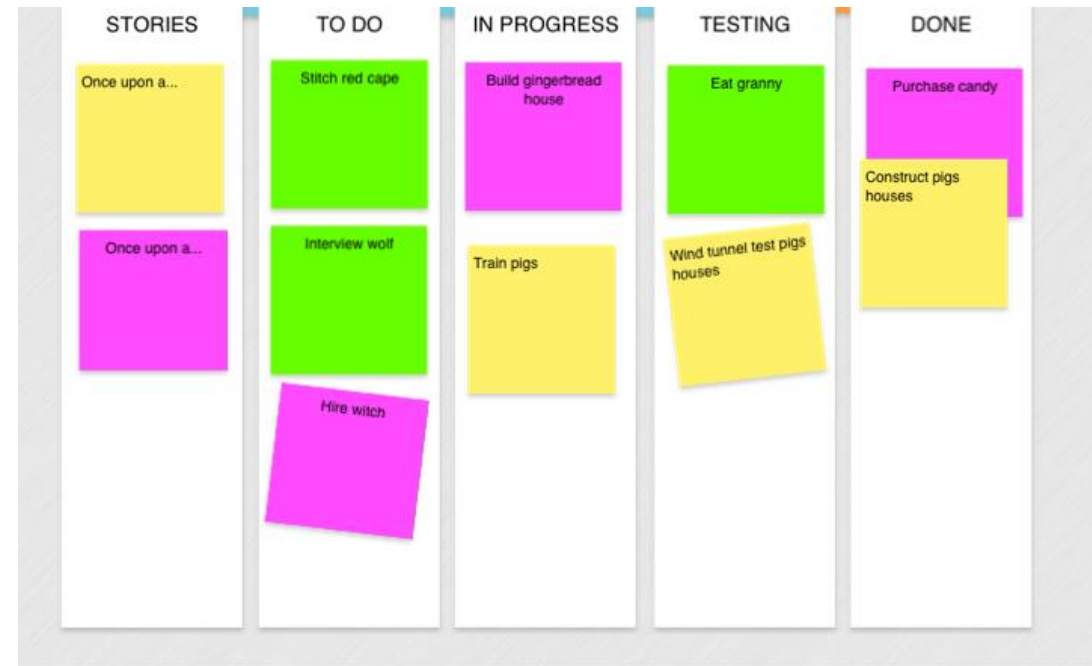 STORIES
Once upon a...
Once upon a...
TO DO
Stitch red cape
Interview wolf
Hire witch
IN PROGRESS
Build gingerbread
house
Train pigs
TESTING
Eat granny
Wind tunnel test pigs
houses
DONE
Purchase candy
Construct pigs
houses